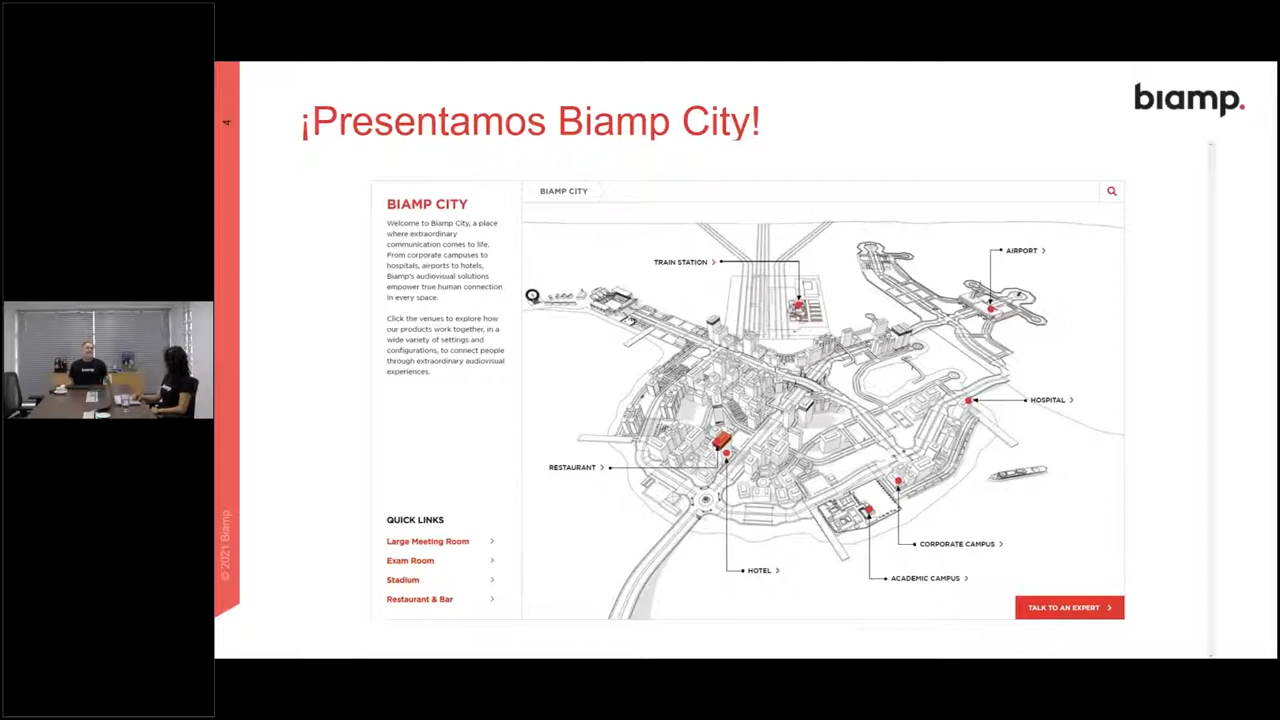 ¡Presentamos Biamp City!
biamp.
4
© 2021 Biamp
BIAMP CITY
Welcome to Biamp City, a place
where extraordinary
communication comes to life.
From corporate campuses to
hospitals, airports to hotels,
Biamp's audiovisual solutions
empower true human connection
in every space.
Click the venues to explore how
our products work together, in a
wide variety of settings and
configurations, to connect people
through extraordinary audiovisual
experiences.
QUICK LINKS
Large Meeting Room
Exam Room
Stadium
Restaurant & Bar
BIAMP CITY
TRAIN STATION
AIRPORT
HOSPITAL
RESTAURANT
CORPORATE CAMPUS
HOTEL
ACADEMIC CAMPUS
TALK TO AN EXPERT